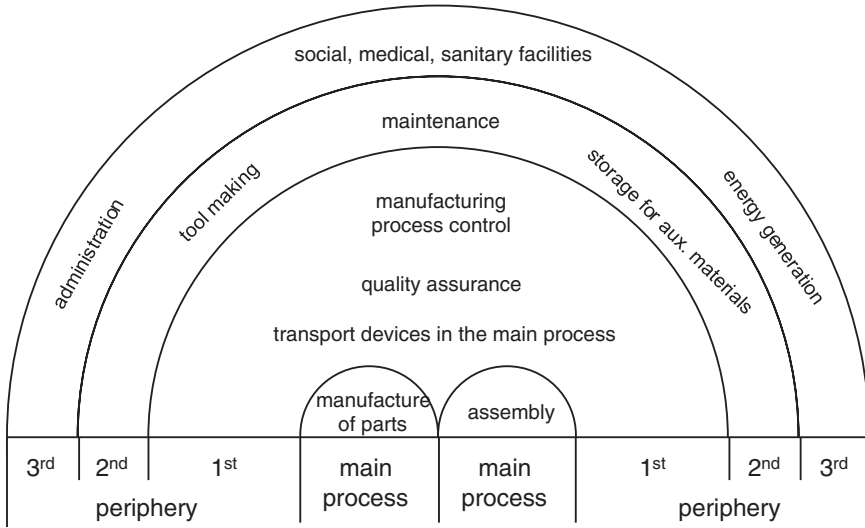 social, medical, sanitary facilities
maintenance
administration
tool making
storage for aux. materials
energy generation
manufacturing
process control
quality assurance
transport devices in the main process
manufacture
of parts
assembly
3rd 2nd 1st main process main process 1st 2nd 3rd
periphery periphery